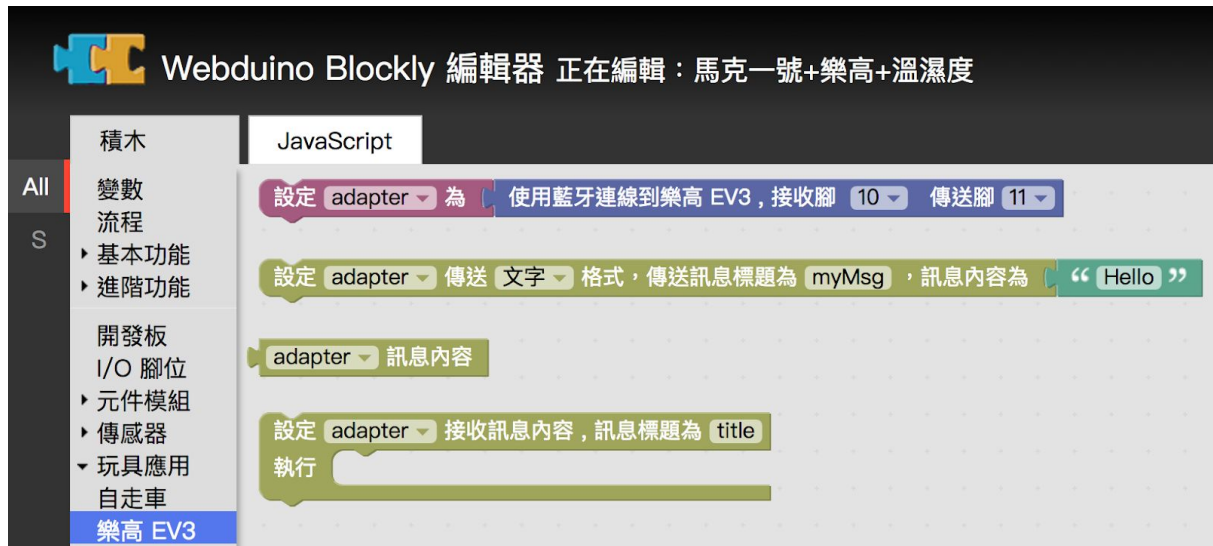 Webduino Blockly 編輯器 正在編輯：馬克一號+樂高+溫濕度
積木
JavaScript
All
S
變數
流程
基本功能
進階功能
開發板
I/O 腳位
元件模組
傳感器
玩具應用
自走車
樂高 EV3
設定 adapter 為 使用藍牙連線到樂高 EV3 , 接收腳 10 傳送腳 11
設定 adapter 傳送 文字 格式，傳送訊息標題為 myMsg ，訊息內容為 “ Hello ”
adapter 訊息內容
設定 adapter 接收訊息內容 , 訊息標題為 title
執行